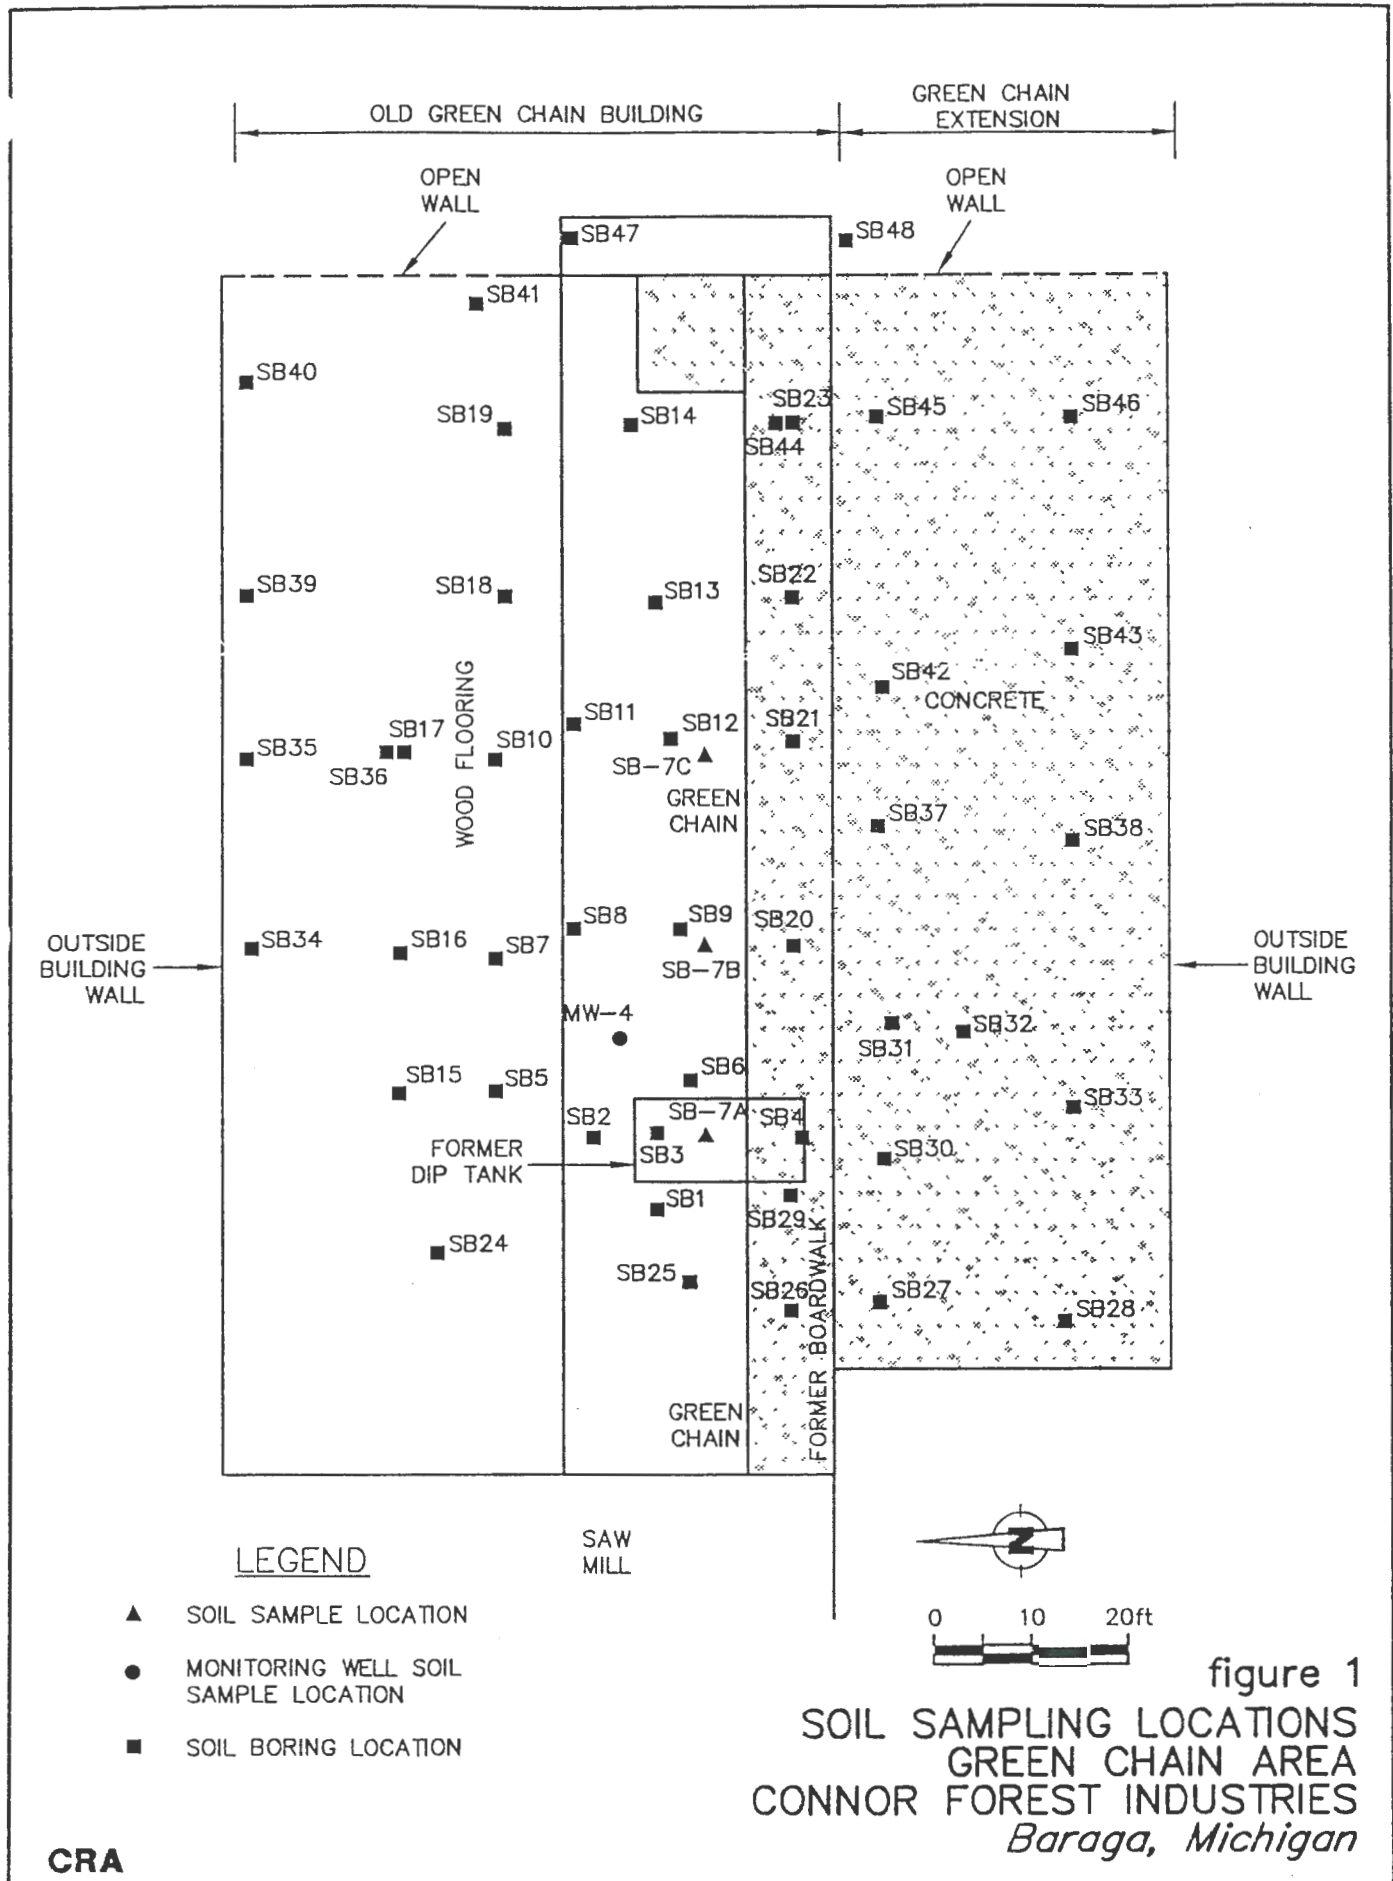 OLD GREEN CHAIN BUILDING
GREEN CHAIN
EXTENSION
OPEN
WALL
OPEN
WALL
SB47
SB48
SB41
SB40
SB19
SB14
SB23
SB44
SB45
SB46
SB39
SB18
SB13
SB22
SB43
SB42
CONCRETE
SB35
SB17
SB36
WOOD FLOORING
SB10
SB11
SB12
SB-7C
SB21
GREEN
CHAIN
SB37
SB38
SB34
SB16
SB7
SB8
SB9
SB-7B
SB20
OUTSIDE
BUILDING
WALL
OUTSIDE
BUILDING
WALL
MW-4
SB31
SB32
SB15
SB5
SB6
SB33
SB2
SB-7A
SB4
SB3
FORMER
DIP TANK
SB30
SB1
SB29
SB24
SB25
SB26
SB27
SB28
FORMER BOARDWALK
GREEN
CHAIN
SAW
MILL
N
0 10 20ft
LEGEND
SOIL SAMPLE LOCATION
MONITORING WELL SOIL
SAMPLE LOCATION
SOIL BORING LOCATION
figure 1
SOIL SAMPLING LOCATIONS
GREEN CHAIN AREA
CONNOR FOREST INDUSTRIES
Baraga, Michigan
CRA